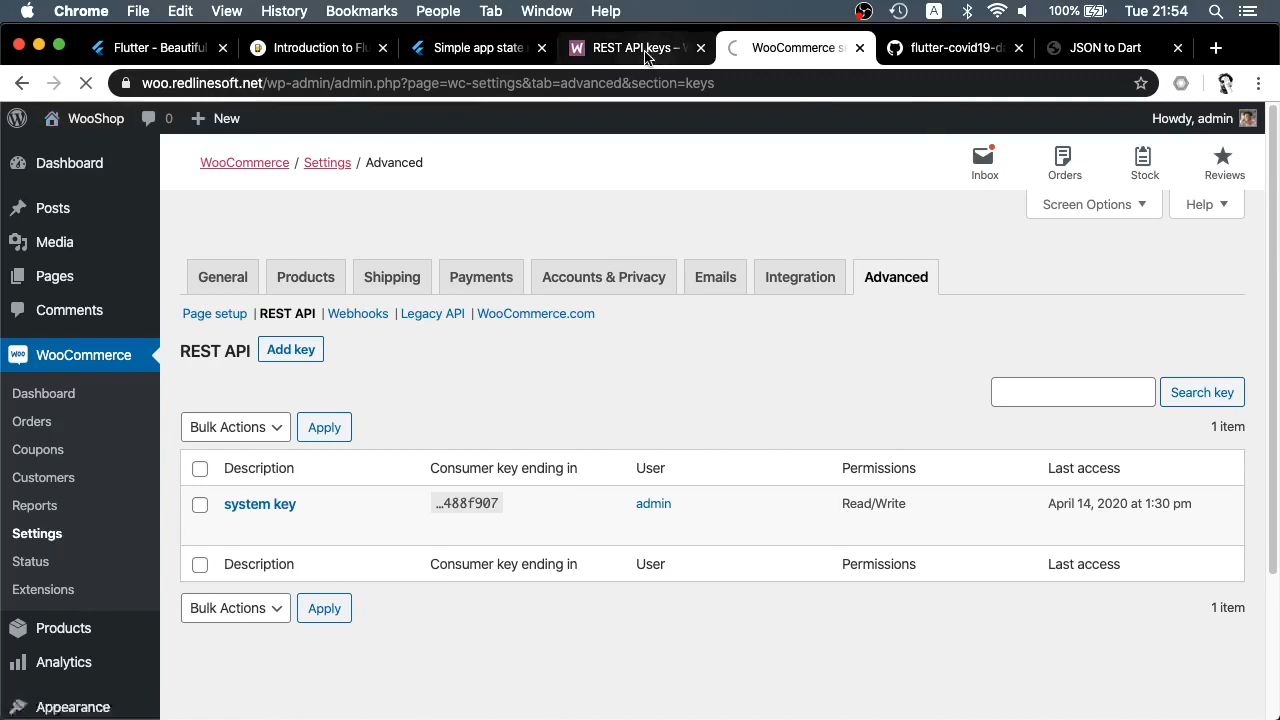 Chrome File Edit View History Bookmarks People Tab Window Help A 100% Tue 21:54
Flutter - Beautiful Introduction to Flu Simple app state REST API keys – W WooCommerce s flutter-covid19-d JSON to Dart
woo.redlinesoft.net/wp-admin/admin.php?page=wc-settings&tab=advanced&section=keys
WooShop 0 New Howdy, admin
Dashboard
Posts
Media
Pages
Comments
WooCommerce
Dashboard
Orders
Coupons
Customers
Reports
Settings
Status
Extensions
Products
Analytics
Appearance
WooCommerce / Settings / Advanced
Inbox Orders Stock Reviews
Screen Options Help
General Products Shipping Payments Accounts & Privacy Emails Integration Advanced
Page setup | REST API | Webhooks | Legacy API | WooCommerce.com
REST API Add key
Search key
Bulk Actions Apply 1 item
Description Consumer key ending in User Permissions Last access
system key …488f907 admin Read/Write April 14, 2020 at 1:30 pm
Description Consumer key ending in User Permissions Last access
Bulk Actions Apply 1 item